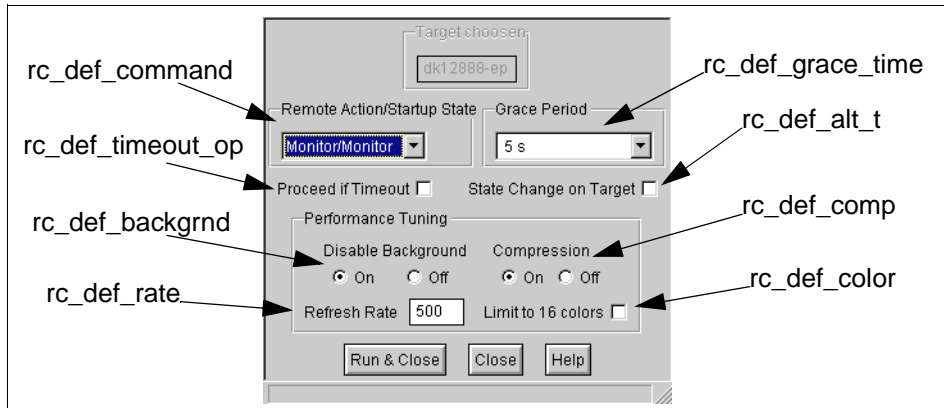 Target choosen
rc_def_command
dk12888-ep
rc_def_grace_time
Remote Action/Startup State
Grace Period
rc_def_alt_t
Monitor/Monitor
5 s
rc_def_timeout_op
Proceed if Timeout
State Change on Target
rc_def_comp
Performance Tuning
rc_def_backgrnd
Disable Background
Compression
On
Off
On
Off
rc_def_rate
rc_def_color
Refresh Rate
500
Limit to 16 colors
Run & Close
Close
Help